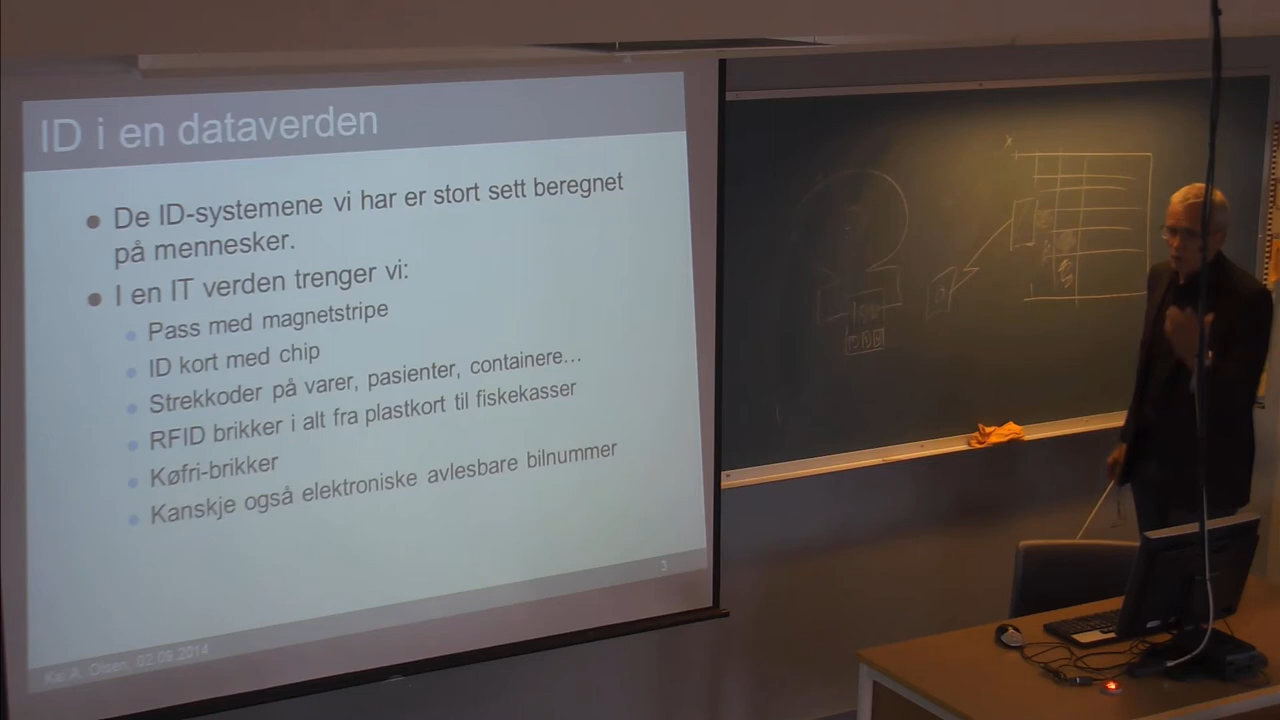 ID i en dataverden
De ID-systemene vi har er stort sett beregnet
på mennesker.
I en IT verden trenger vi:
Pass med magnetstripe
ID kort med chip
Strekkoder på varer, pasienter, containere...
RFID brikker i alt fra plastkort til fiskekasser
Køfri-brikker
Kanskje også elektroniske avlesbare bilnummer
3
Kai A. Olsen, 02.09.2014
X